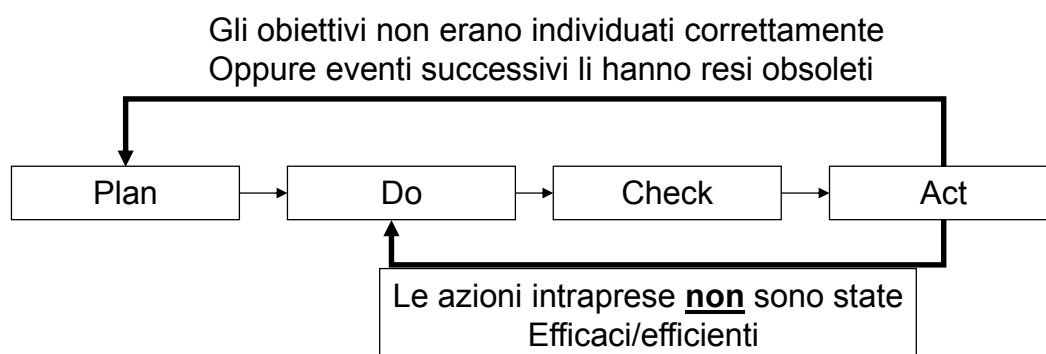 Gli obiettivi non erano individuati correttamente
Oppure eventi successivi li hanno resi obsoleti
Plan
Do
Check
Act
Le azioni intraprese non sono state
Efficaci/efficienti